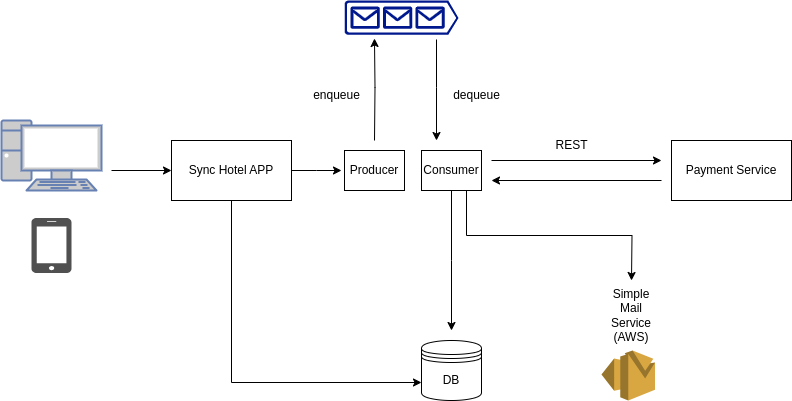 enqueue
dequeue
REST
Sync Hotel APP
Producer
Consumer
Payment Service
Simple
Mail
Service
(AWS)
DB